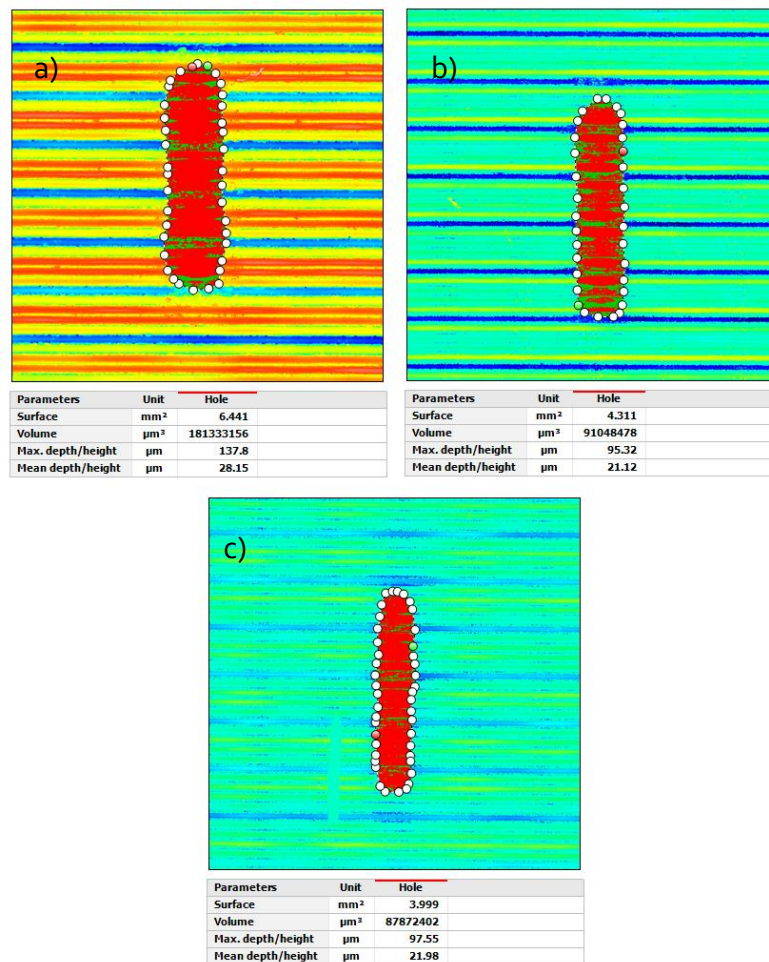 a)
Parameters Unit Hole
Surface mm² 6.441
Volume µm³ 181333156
Max. depth/height µm 137.8
Mean depth/height µm 28.15
b)
Parameters Unit Hole
Surface mm² 4.311
Volume µm³ 91048478
Max. depth/height µm 95.32
Mean depth/height µm 21.12
c)
Parameters Unit Hole
Surface mm² 3.999
Volume µm³ 87872402
Max. depth/height µm 97.55
Mean depth/height µm 21.98